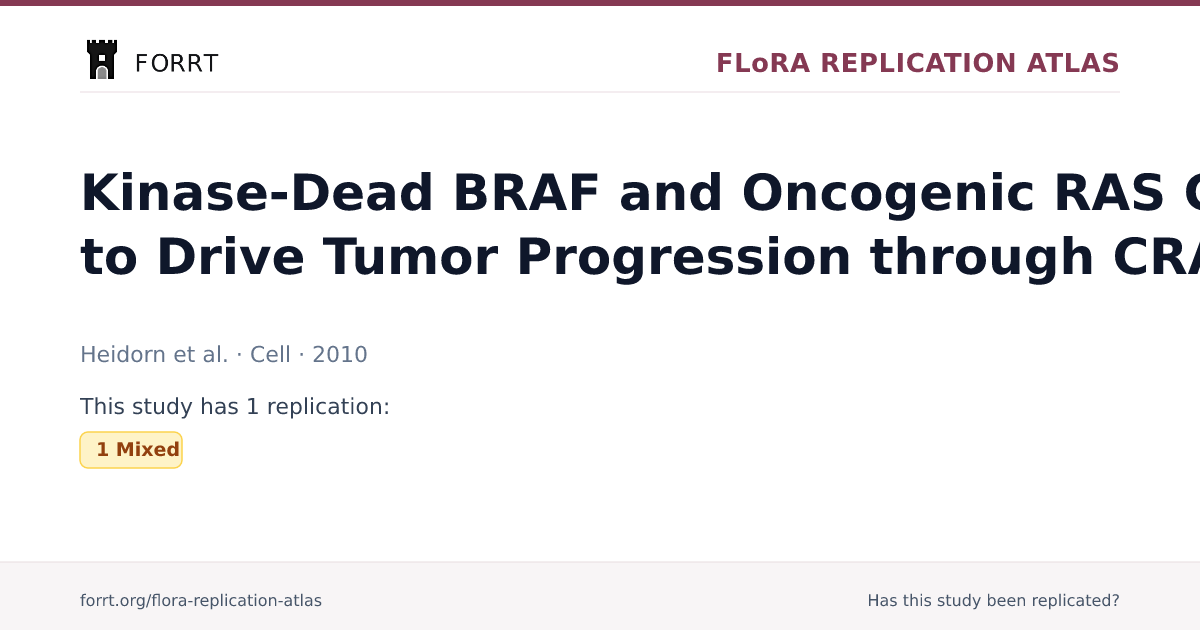 FORRT
FLoRA REPLICATION ATLAS
Kinase-Dead BRAF and Oncogenic RAS
to Drive Tumor Progression through
Heidorn et al. · Cell · 2010
This study has 1 replication:
1 Mixed
forrt.org/flora-replication-atlas
Has this study been replicated?